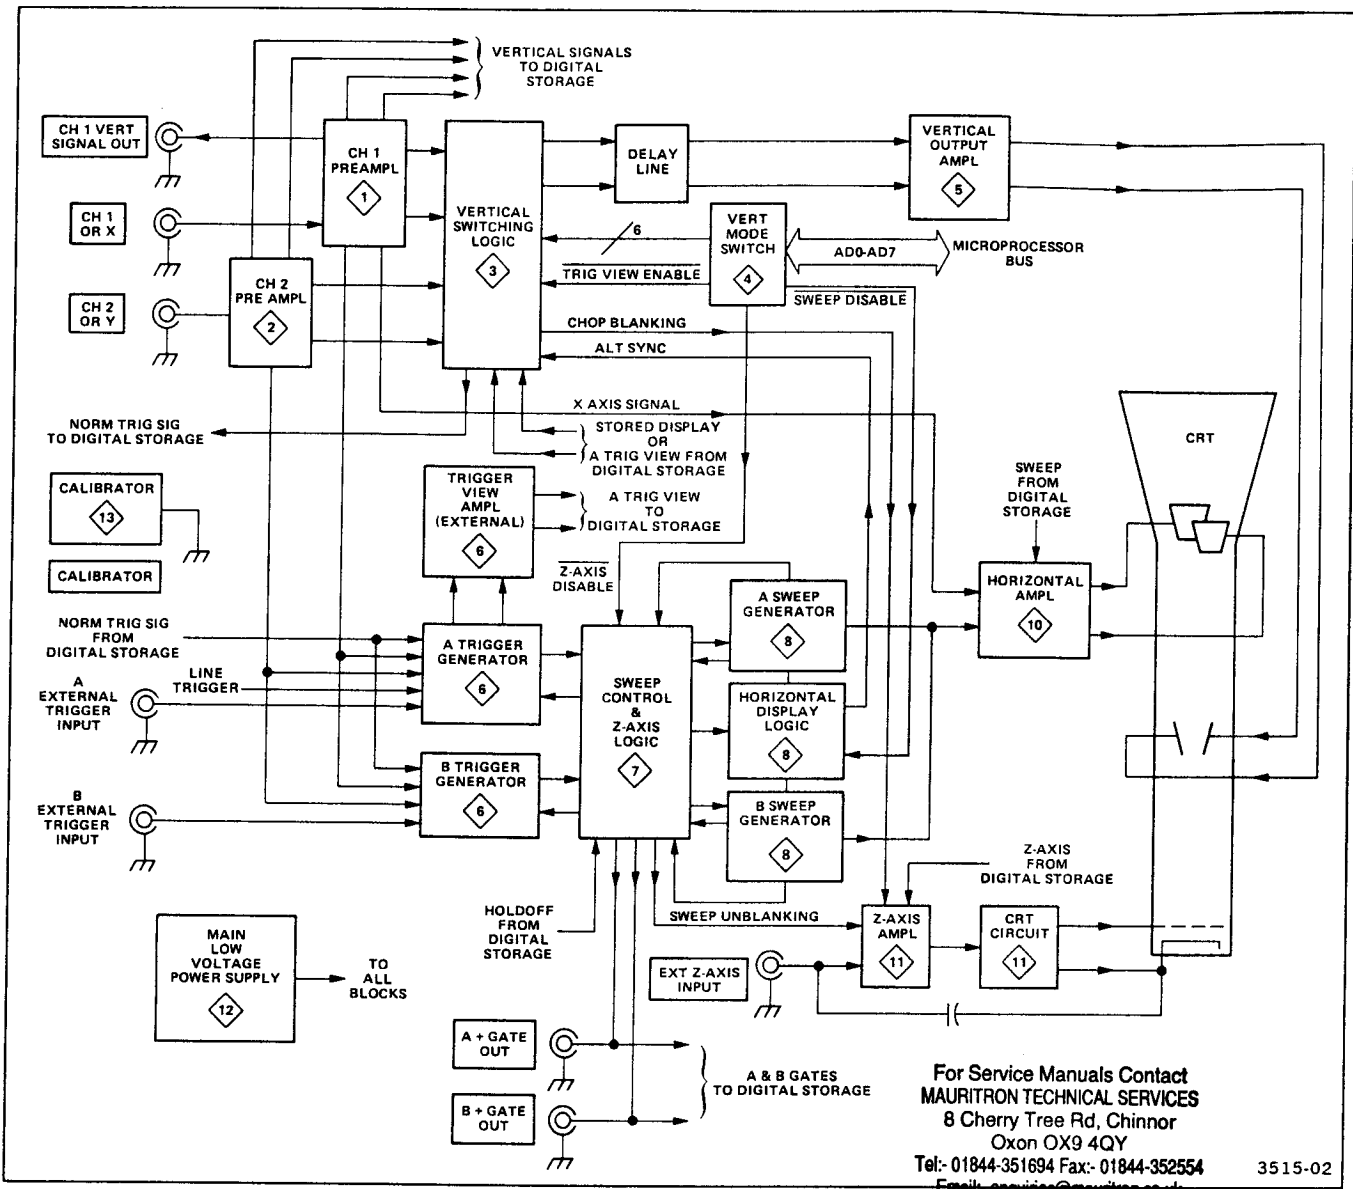 VERTICAL SIGNALS
TO DIGITAL
STORAGE
CH 1 VERT
SIGNAL OUT
CH 1
PREAMPL
1
DELAY
LINE
VERTICAL
OUTPUT
AMPL
5
CH 1
OR X
VERTICAL
SWITCHING
LOGIC
3
6
VERT
MODE
SWITCH
4
AD0-AD7
MICROPROCESSOR
BUS
TRIG VIEW ENABLE
SWEEP DISABLE
CH 2
PRE AMPL
2
CH 2
OR Y
CHOP BLANKING
ALT SYNC
X AXIS SIGNAL
NORM TRIG SIG
TO DIGITAL STORAGE
STORED DISPLAY
OR
A TRIG VIEW FROM
DIGITAL STORAGE
CRT
SWEEP
FROM
DIGITAL
STORAGE
CALIBRATOR
13
TRIGGER
VIEW
AMPL
(EXTERNAL)
6
A TRIG VIEW
TO
DIGITAL STORAGE
CALIBRATOR
Z-AXIS
DISABLE
A SWEEP
GENERATOR
8
HORIZONTAL
AMPL
10
NORM TRIG SIG
FROM
DIGITAL STORAGE
A TRIGGER
GENERATOR
6
SWEEP
CONTROL
&
Z-AXIS
LOGIC
7
LINE
TRIGGER
A
EXTERNAL
TRIGGER
INPUT
HORIZONTAL
DISPLAY
LOGIC
8
B TRIGGER
GENERATOR
6
B
EXTERNAL
TRIGGER
INPUT
B SWEEP
GENERATOR
8
Z-AXIS
FROM
DIGITAL STORAGE
HOLDOFF
FROM
DIGITAL
STORAGE
SWEEP UNBLANKING
Z-AXIS
AMPL
11
CRT
CIRCUIT
11
MAIN
LOW
VOLTAGE
POWER SUPPLY
12
TO
ALL
BLOCKS
EXT Z-AXIS
INPUT
A + GATE
OUT
A & B GATES
TO DIGITAL STORAGE
B + GATE
OUT
For Service Manuals Contact
MAURITRON TECHNICAL SERVICES
8 Cherry Tree Rd, Chinnor
Oxon OX9 4QY
Tel:- 01844-351694 Fax:- 01844-352554
3515-02